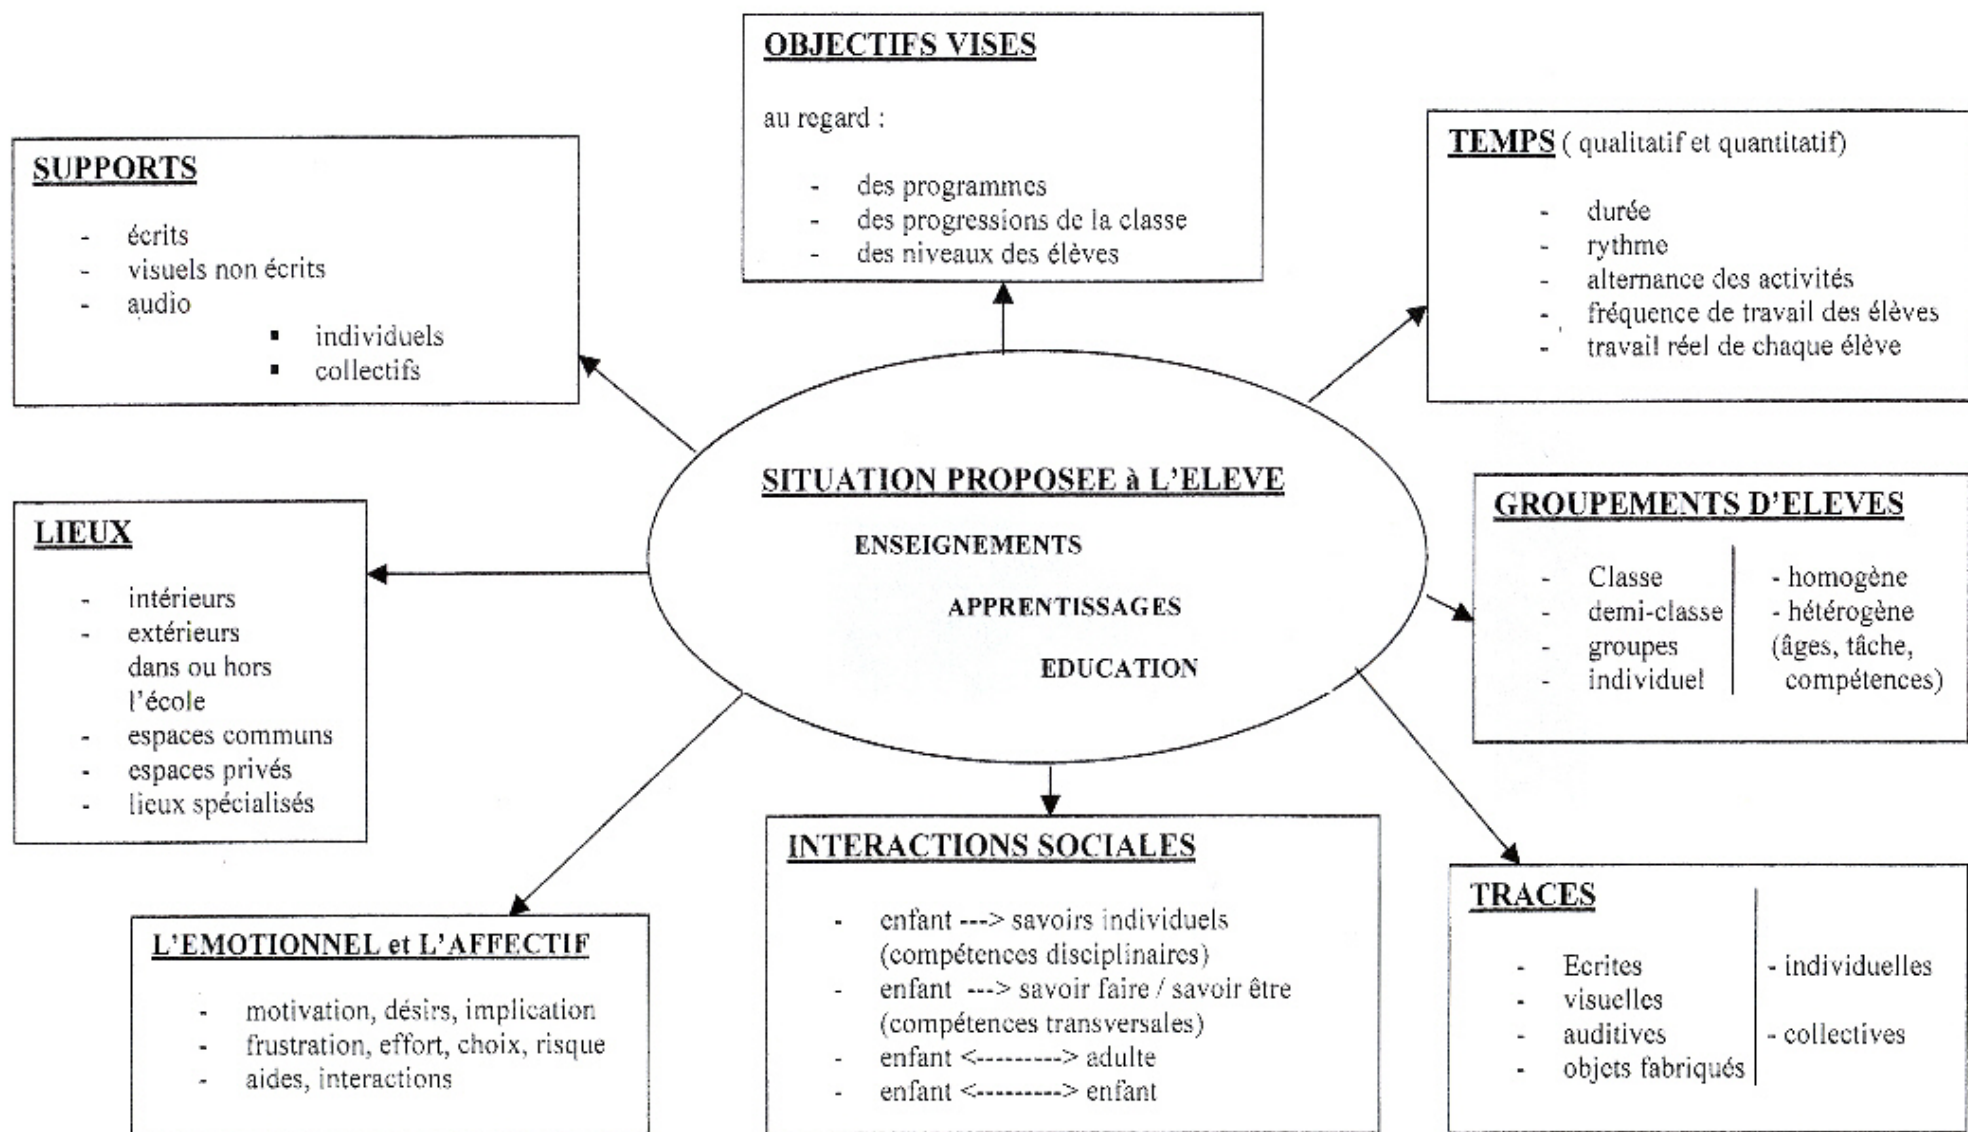 OBJECTIFS VISES
au regard :
- des programmes
- des progressions de la classe
- des niveaux des élèves
SUPPORTS
- écrits
- visuels non écrits
- audio
▪ individuels
▪ collectifs
TEMPS ( qualitatif et quantitatif)
- durée
- rythme
- alternance des activités
- fréquence de travail des élèves
- travail réel de chaque élève
SITUATION PROPOSEE à L'ELEVE
ENSEIGNEMENTS
APPRENTISSAGES
EDUCATION
LIEUX
- intérieurs
- extérieurs
dans ou hors
l'école
- espaces communs
- espaces privés
- lieux spécialisés
GROUPEMENTS D'ELEVES
- Classe - homogène
- demi-classe - hétérogène
- groupes (âges, tâche,
- individuel compétences)
L'EMOTIONNEL et L'AFFECTIF
- motivation, désirs, implication
- frustration, effort, choix, risque
- aides, interactions
INTERACTIONS SOCIALES
- enfant ---> savoirs individuels
(compétences disciplinaires)
- enfant ---> savoir faire / savoir être
(compétences transversales)
- enfant <---------> adulte
- enfant <---------> enfant
TRACES
- Ecrites - individuelles
- visuelles
- auditives - collectives
- objets fabriqués